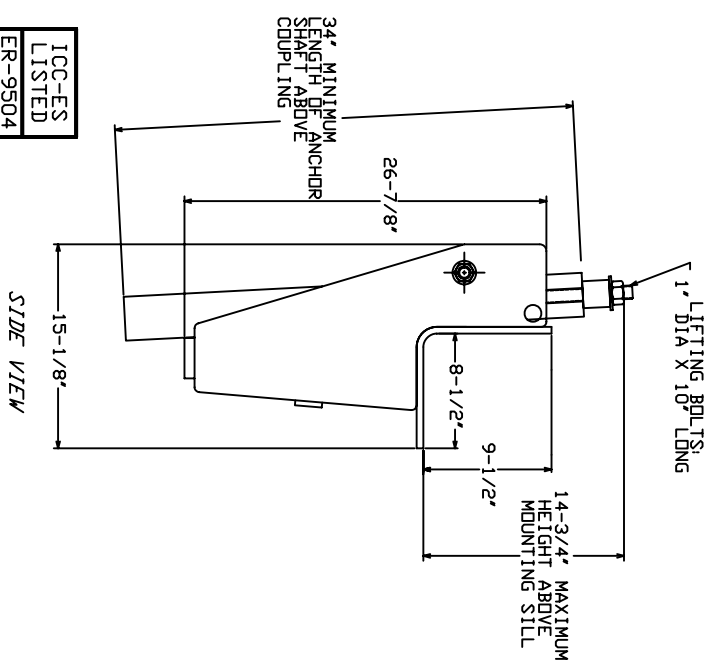 LIFTING BOLTS:
1" DIA X 10" LONG
34" MINIMUM
LENGTH OF ANCHOR
SHAFT ABOVE
COUPLING
26-7/8"
8-1/2"
9-1/2"
14-3/4" MAXIMUM
HEIGHT ABOVE
MOUNTING SILL
15-1/8"
SIDE VIEW
ICC-ES
LISTED
ER-9504